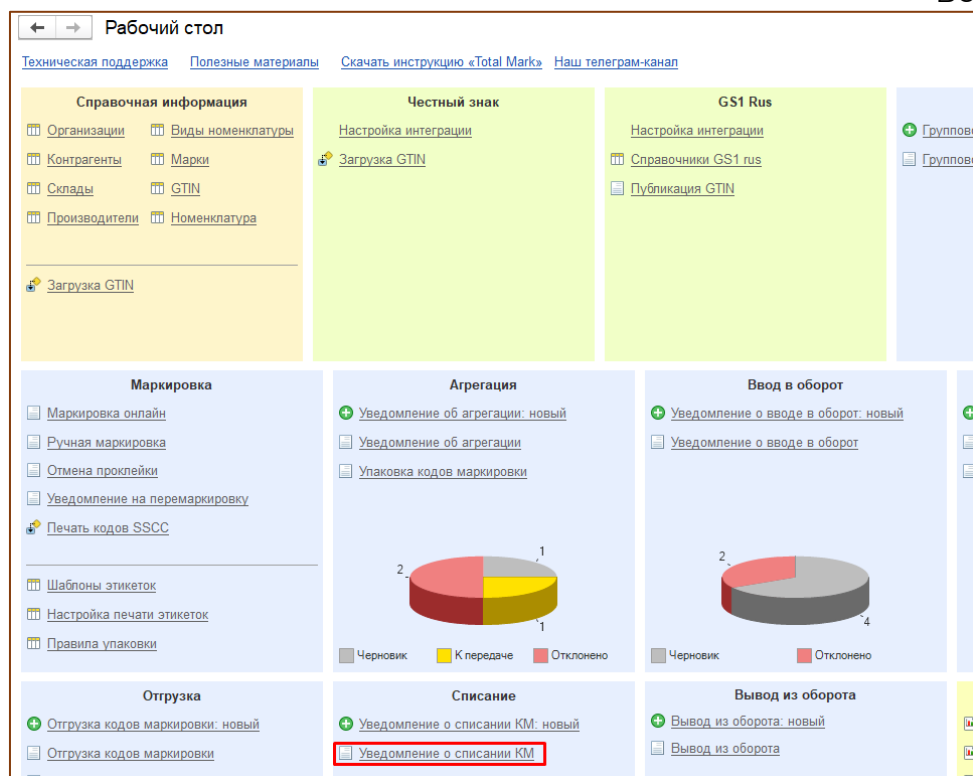 Рабочий стол
Техническая поддержка Полезные материалы Скачать инструкцию «Total Mark» Наш телеграм-канал
Справочная информация
Организации Виды номенклатуры
Контрагенты Марки
Склады GTIN
Производители Номенклатура
Загрузка GTIN
Честный знак
Настройка интеграции
Загрузка GTIN
GS1 Rus
Настройка интеграции
Справочники GS1 rus
Публикация GTIN
Маркировка
Маркировка онлайн
Ручная маркировка
Отмена проклейки
Уведомление на перемаркировку
Печать кодов SSCC
Шаблоны этикеток
Настройка печати этикеток
Правила упаковки
Агрегация
Уведомление об агрегации: новый
Уведомление об агрегации
Упаковка кодов маркировки
1
2
1
Черновик К передаче Отклонено
Ввод в оборот
Уведомление о вводе в оборот: новый
Уведомление о вводе в оборот
2
4
Черновик Отклонено
Отгрузка
Отгрузка кодов маркировки: новый
Отгрузка кодов маркировки
Списание
Уведомление о списании КМ: новый
Уведомление о списании КМ
Вывод из оборота
Вывод из оборота: новый
Вывод из оборота